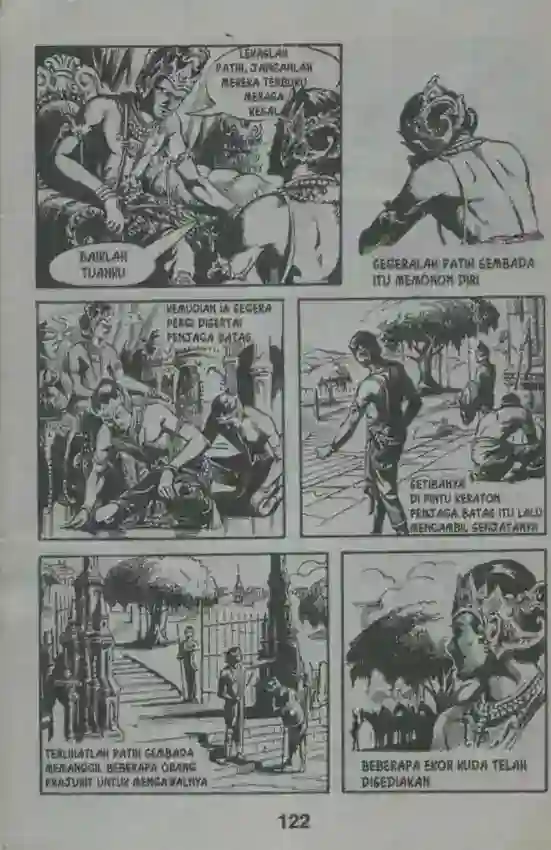 LEKASLAH
PATIH, JANGANLAH
MEREKA TERBURU
MERASA
KESAL
BAIKLAH
TUANKU
SEGERALAH PATIH GEMBADA
ITU MEMOHON DIRI
KEMUDIAN IA SEGERA
PERGI DISERTAI
PENJAGA BATAS
SETIBANYA
DI PINTU KERATON
PENJAGA BATAS ITU LALU
MENGAMBIL SENJATANYA
TERLIHATLAH PATIH GEMBADA
MEMANGGIL BEBERAPA ORANG
PRAJURIT UNTUK MENGAWALNYA
BEBERAPA EKOR KUDA TELAH
DISEDIAKAN
122